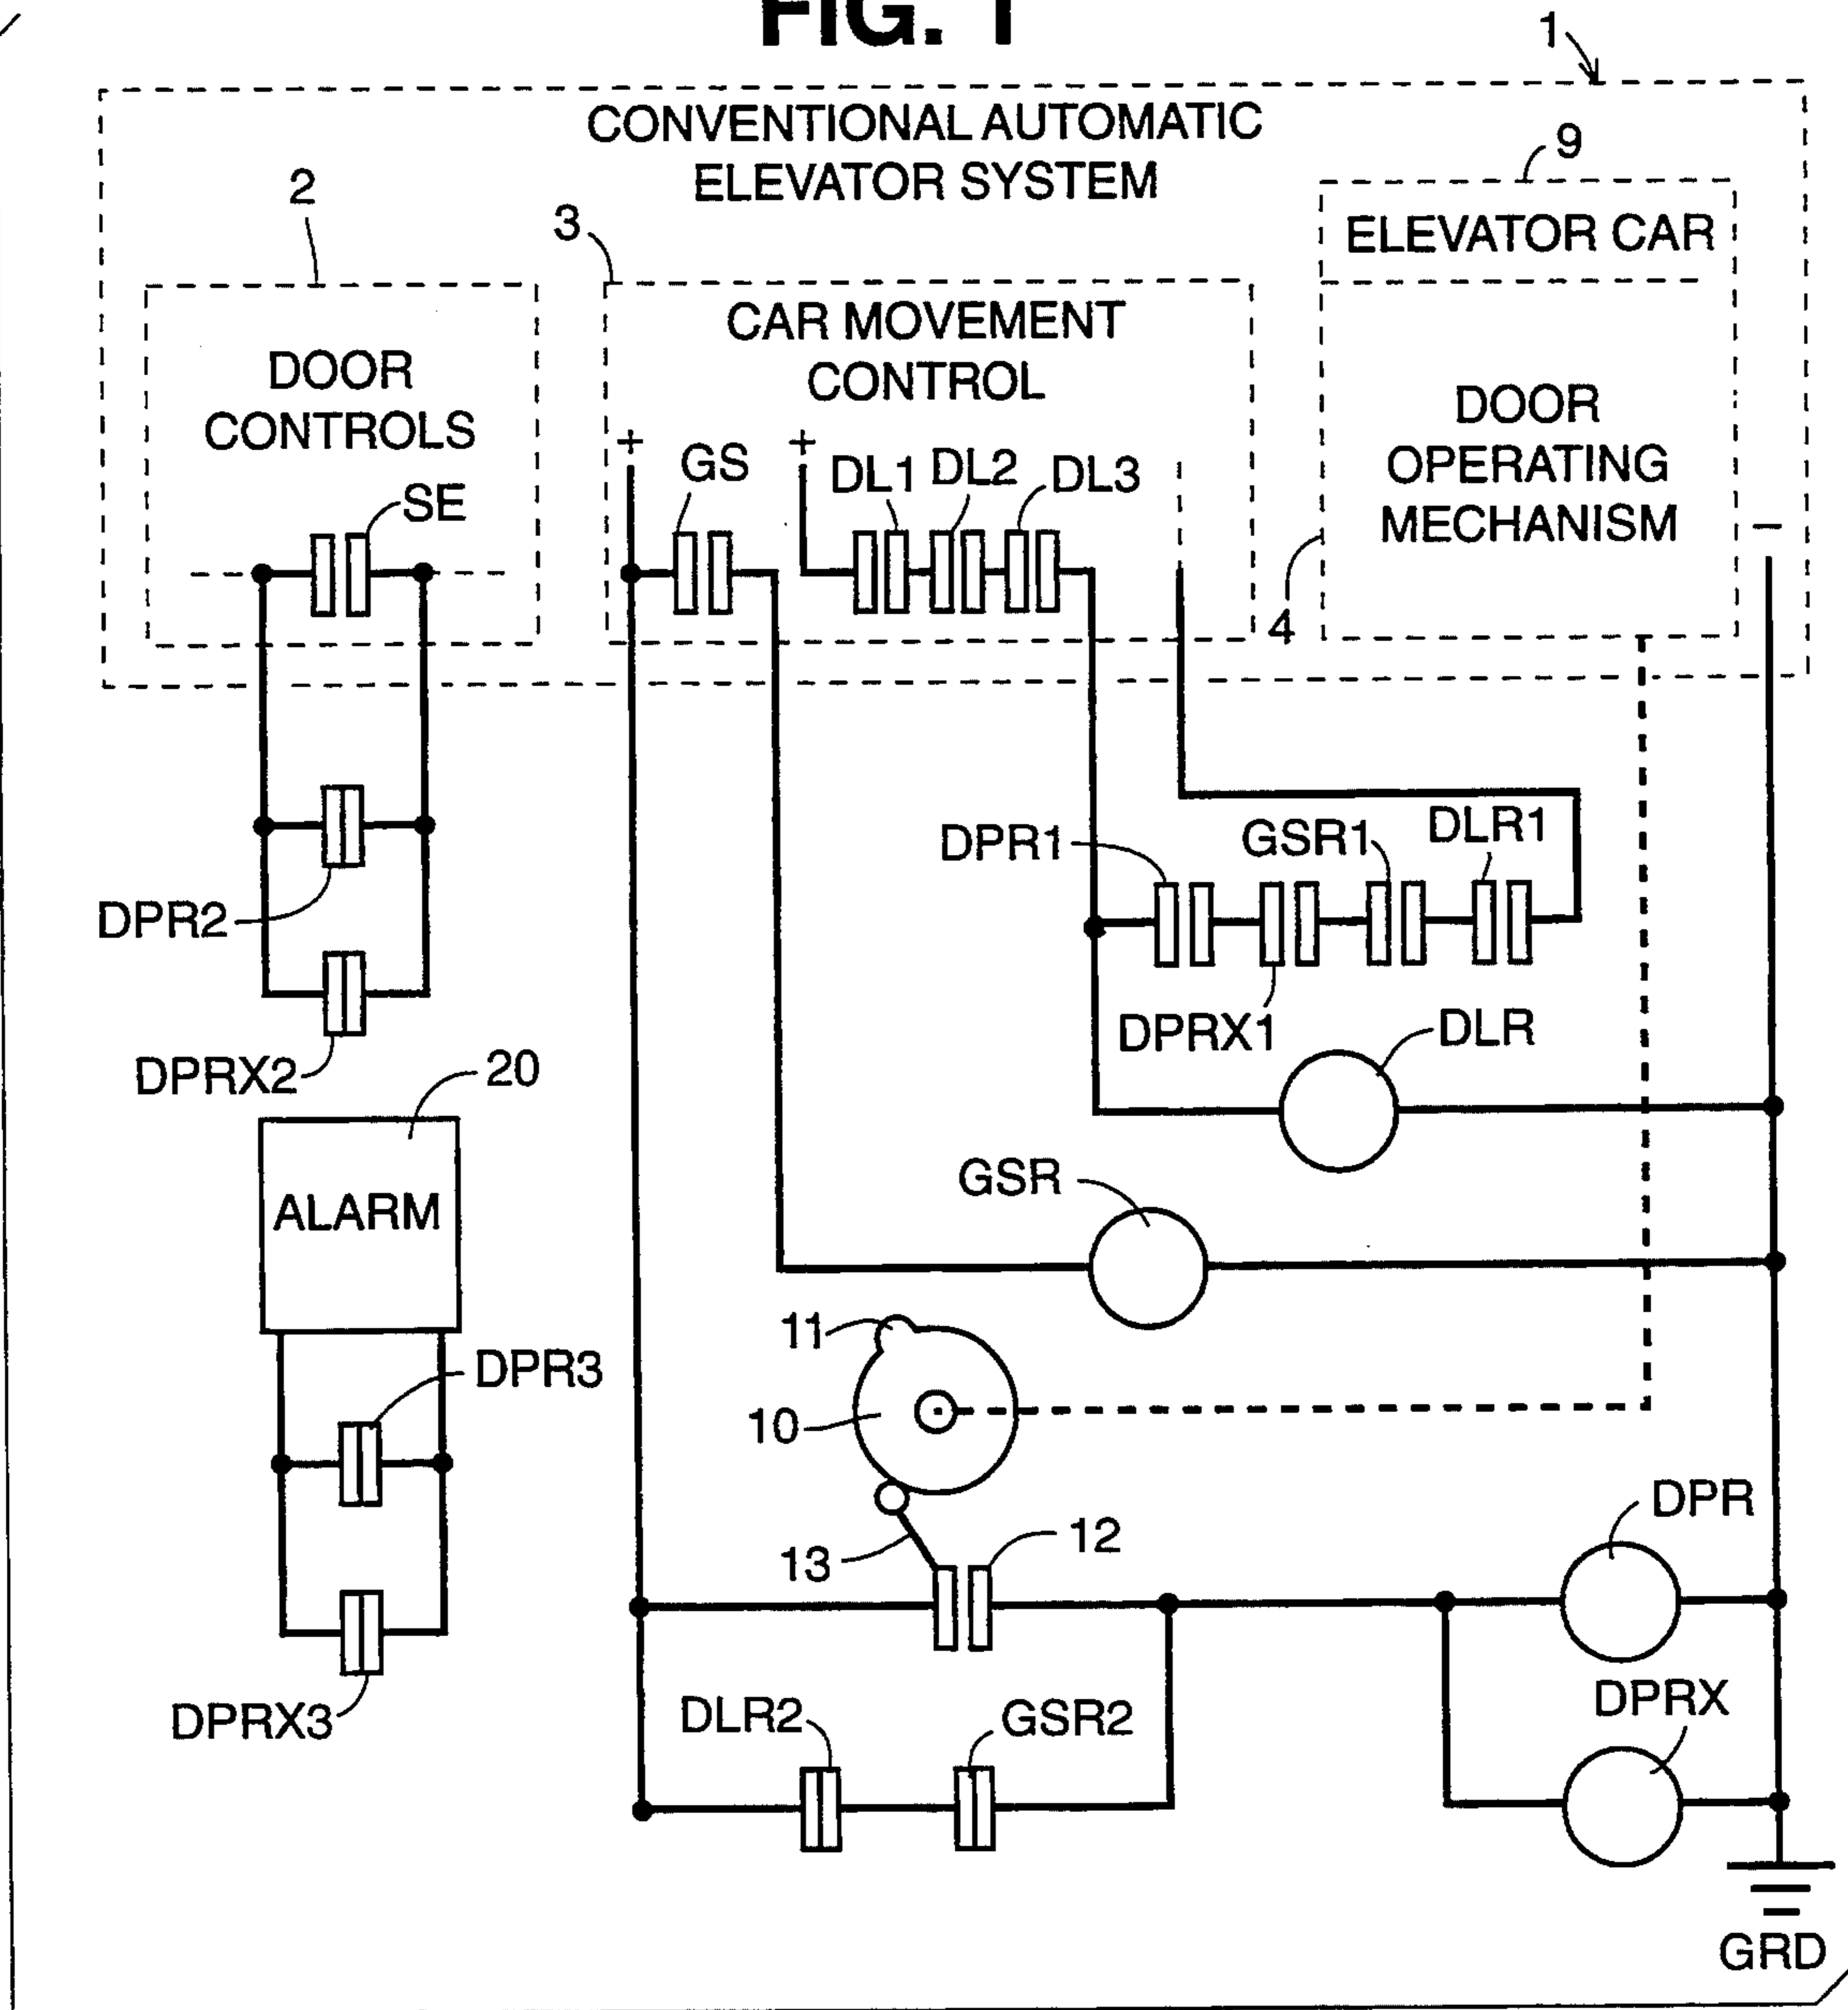 FIG. 1
1
CONVENTIONAL AUTOMATIC
ELEVATOR SYSTEM
9
2
3
ELEVATOR CAR
DOOR
CONTROLS
CAR MOVEMENT
CONTROL
DOOR
OPERATING
MECHANISM
+
+
−
GS
DL1
DL2
DL3
SE
4
DPR1
GSR1
DLR1
DPR2
DPRX1
DLR
DPRX2
20
ALARM
GSR
11
DPR3
10
DPR
12
13
DPRX
DPRX3
DLR2
GSR2
GRD